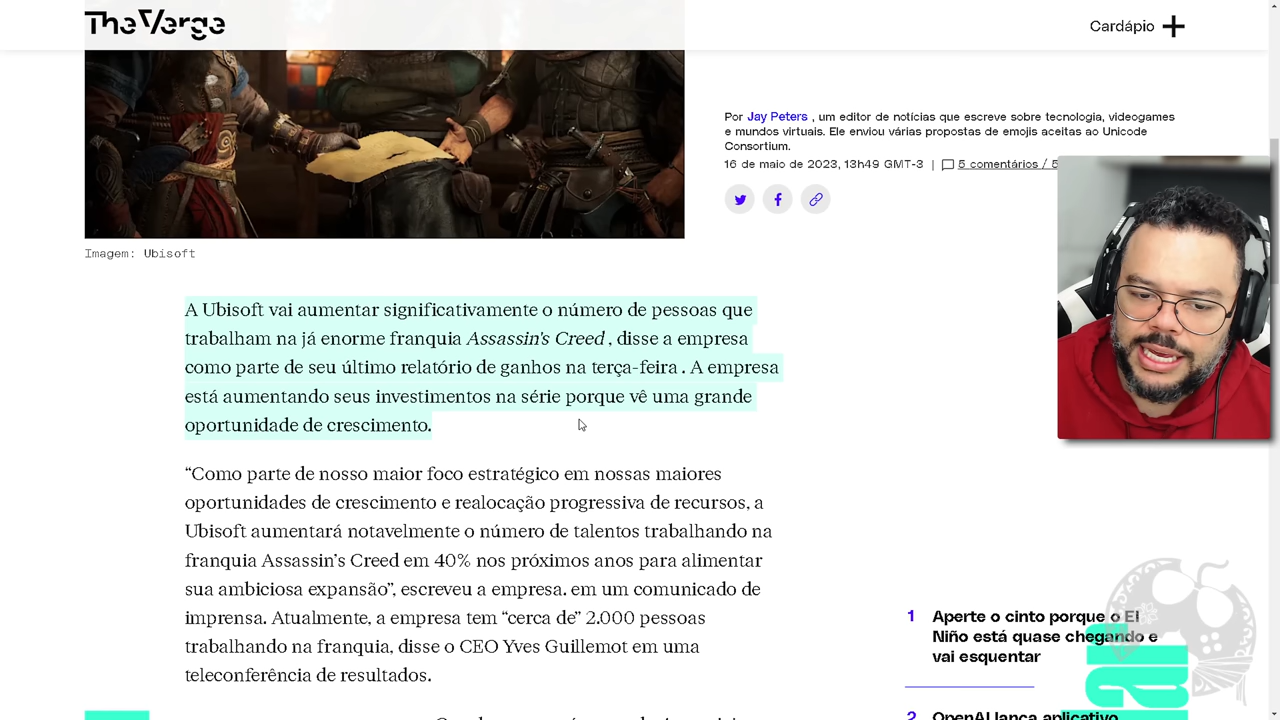 TheVerge
Cardápio
Por Jay Peters , um editor de notícias que escreve sobre tecnologia, videogames
e mundos virtuais. Ele enviou várias propostas de emojis aceitas ao Unicode
Consortium.
16 de maio de 2023, 13h49 GMT-3 | 5 comentários / 5
Imagem: Ubisoft
A Ubisoft vai aumentar significativamente o número de pessoas que
trabalham na já enorme franquia Assassin's Creed , disse a empresa
como parte de seu último relatório de ganhos na terça-feira . A empresa
está aumentando seus investimentos na série porque vê uma grande
oportunidade de crescimento.
“Como parte de nosso maior foco estratégico em nossas maiores
oportunidades de crescimento e realocação progressiva de recursos, a
Ubisoft aumentará notavelmente o número de talentos trabalhando na
franquia Assassin’s Creed em 40% nos próximos anos para alimentar
sua ambiciosa expansão”, escreveu a empresa. em um comunicado de
imprensa. Atualmente, a empresa tem “cerca de” 2.000 pessoas
trabalhando na franquia, disse o CEO Yves Guillemot em uma
teleconferência de resultados.
1 Aperte o cinto porque o El
Niño está quase chegando e
vai esquentar
2 OpenAI lança aplicativo